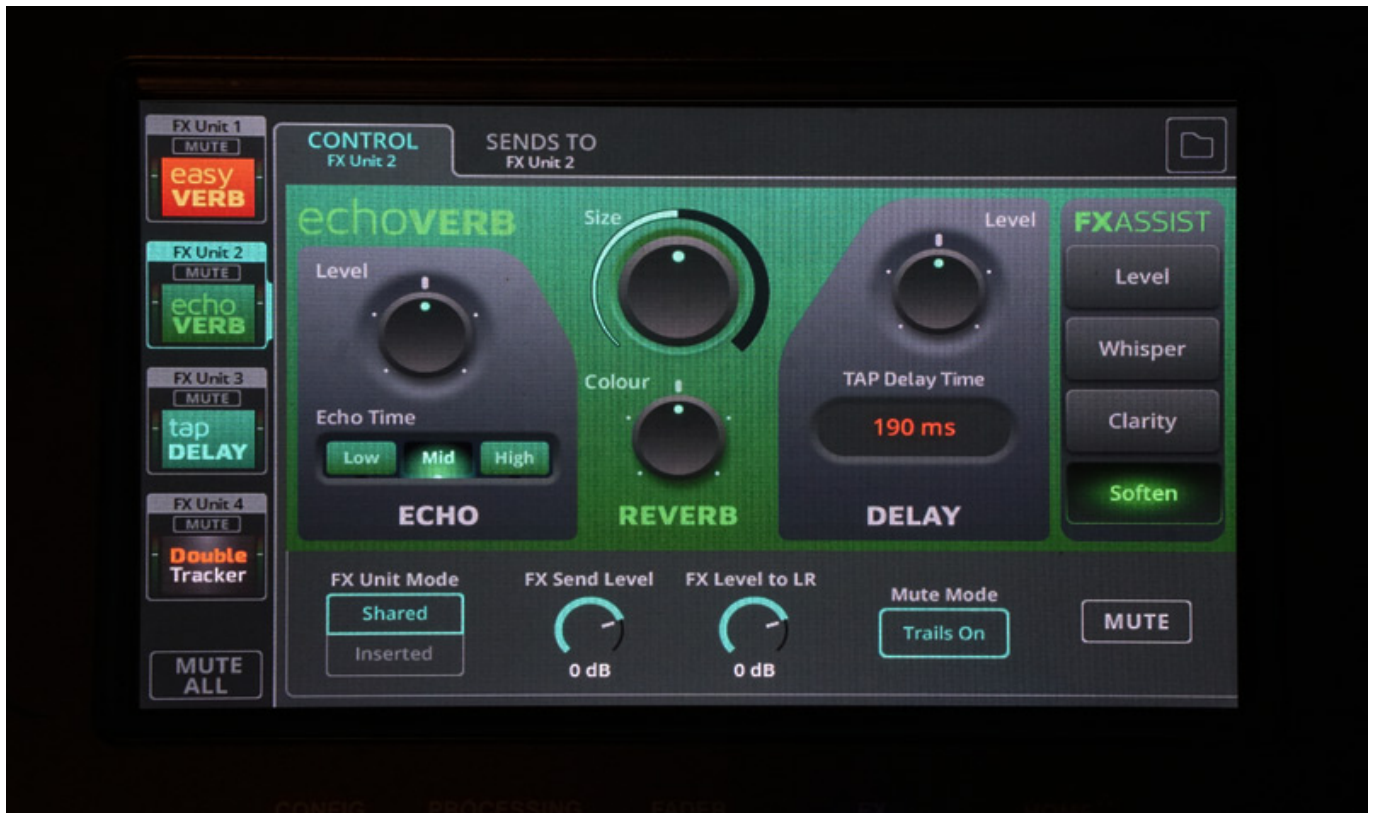 FX Unit 1
MUTE
easy
VERB
FX Unit 2
MUTE
echo
VERB
FX Unit 3
MUTE
tap
DELAY
FX Unit 4
MUTE
Double
Tracker
MUTE
ALL
CONTROL
FX Unit 2
SENDS TO
FX Unit 2
echoVERB
Level
Echo Time
Low Mid High
ECHO
Size
Colour
REVERB
Level
TAP Delay Time
190 ms
DELAY
FXASSIST
Level
Whisper
Clarity
Soften
FX Unit Mode
Shared
Inserted
FX Send Level
0 dB
FX Level to LR
0 dB
Mute Mode
Trails On
MUTE
CONFIG PROCESSING FADER FX